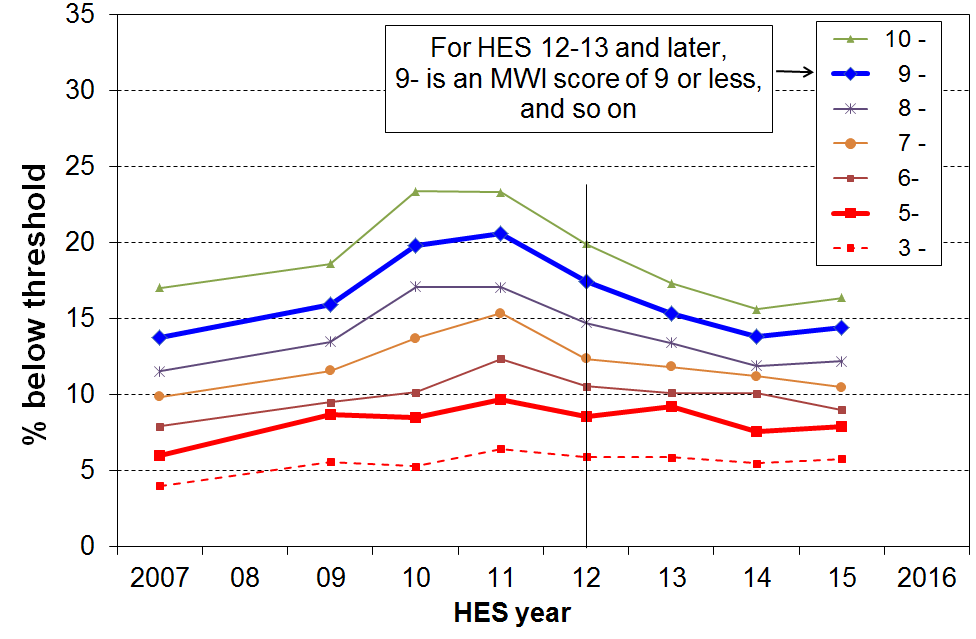 35
30
25
20
15
10
5
0
% below threshold
For HES 12-13 and later,
9- is an MWI score of 9 or less,
and so on
10 -
9 -
8 -
7 -
6-
5-
3 -
2007 08 09 10 11 12 13 14 15 2016
HES year